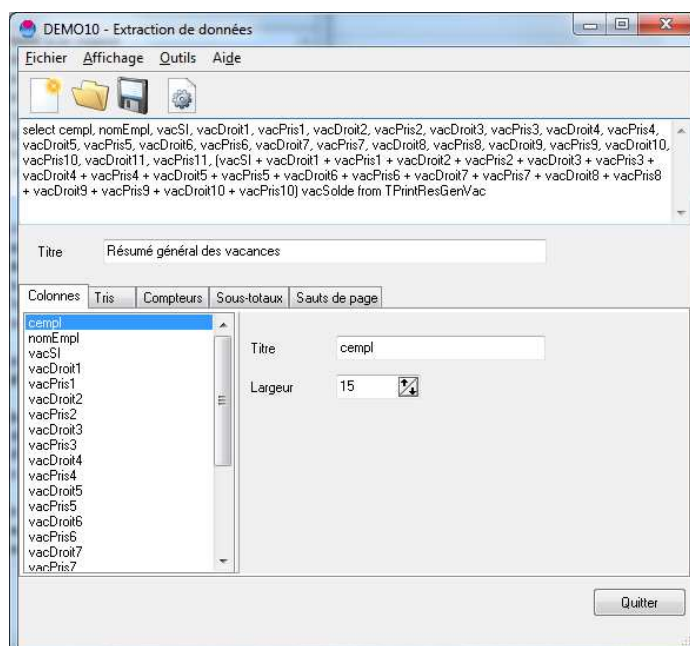 DEMO10 - Extraction de données
Fichier Affichage Outils Aide
select cempl, nomEmpl, vacSI, vacDroit1, vacPris1, vacDroit2, vacPris2, vacDroit3, vacPris3, vacDroit4, vacPris4,
vacDroit5, vacPris5, vacDroit6, vacPris6, vacDroit7, vacPris7, vacDroit8, vacPris8, vacDroit9, vacPris9, vacDroit10,
vacPris10, vacDroit11, vacPris11, (vacSI + vacDroit1 + vacPris1 + vacDroit2 + vacPris2 + vacDroit3 + vacPris3 +
vacDroit4 + vacPris4 + vacDroit5 + vacPris5 + vacDroit6 + vacPris6 + vacDroit7 + vacPris7 + vacDroit8 + vacPris8
+ vacDroit9 + vacPris9 + vacDroit10 + vacPris10) vacSolde from TPrintResGenVac
Titre Résumé général des vacances
Colonnes Tris Compteurs Sous-totaux Sauts de page
cempl
nomEmpl
vacSI
vacDroit1
vacPris1
vacDroit2
vacPris2
vacDroit3
vacPris3
vacDroit4
vacPris4
vacDroit5
vacPris5
vacDroit6
vacPris6
vacDroit7
vacPris7
Titre cempl
Largeur 15
Quitter